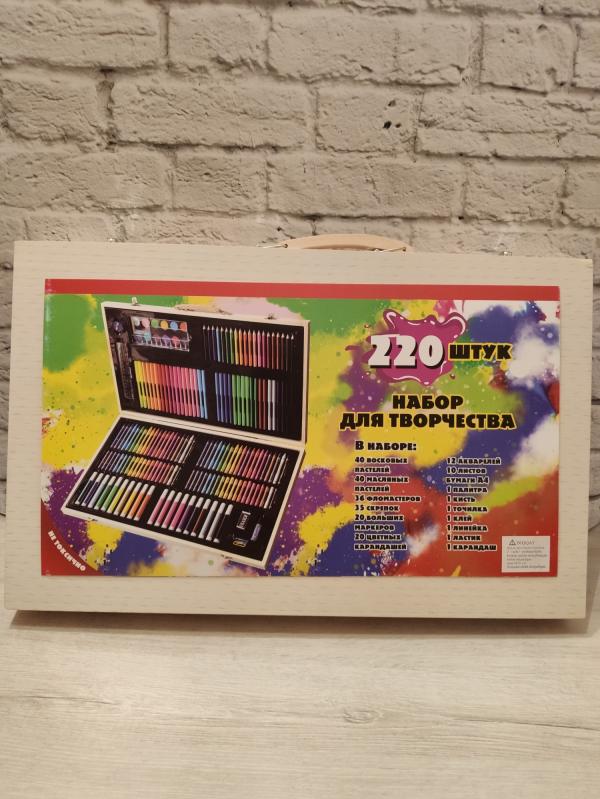 220 ШТУК
НАБОР
ДЛЯ ТВОРЧЕСТВА
В НАБОРЕ:
40 ВОСКОВЫХ
ПАСТЕЛЕЙ
40 МАСЛЯНЫХ
ПАСТЕЛЕЙ
36 ФЛОМАСТЕРОВ
35 СКРЕПОК
20 БОЛЬШИХ
МАРКЕРОВ
20 ЦВЕТНЫХ
КАРАНДАШЕЙ
12 АКВАРЕЛЕЙ
10 ЛИСТОВ
БУМАГИ А4
1 ПАЛИТРА
1 КИСТЬ
1 ТОЧИЛКА
1 КЛЕЙ
1 ЛИНЕЙКА
1 ЛАСТИК
1 КАРАНДАШ
НЕ ТОКСИЧНО